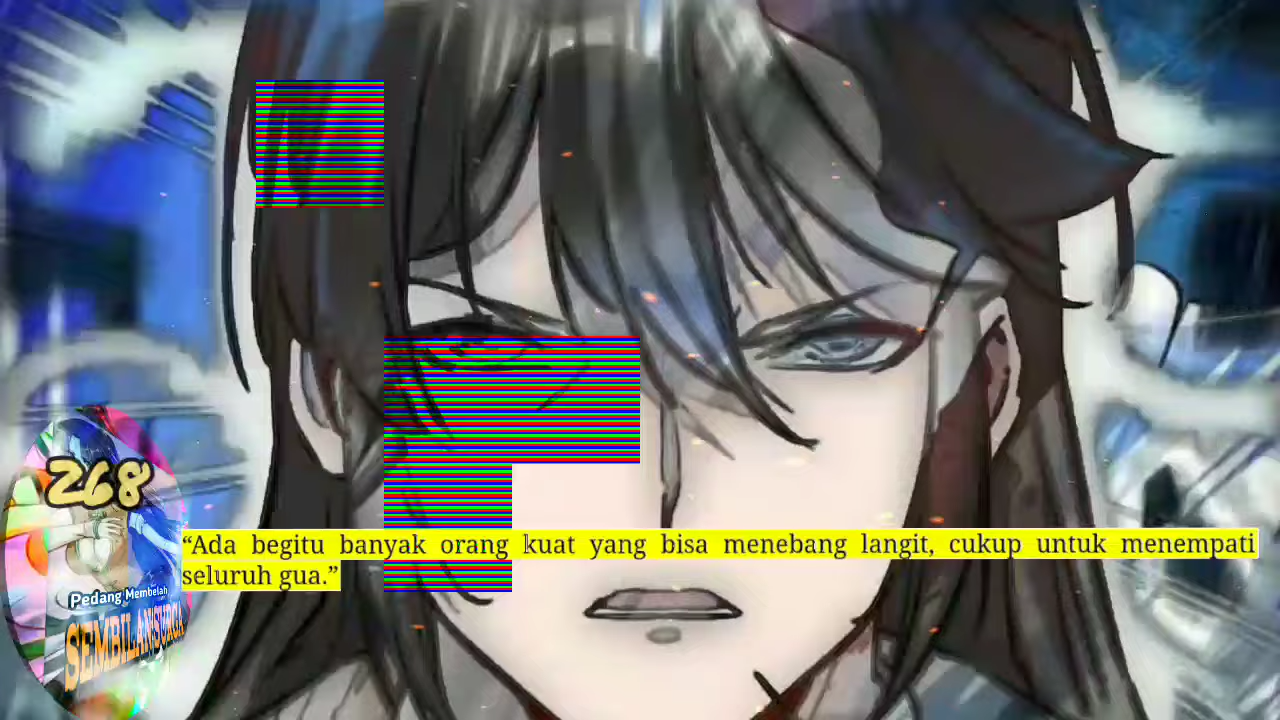 268
Pedang Membelah
SEMBILAN SURGA
“Ada begitu banyak orang kuat yang bisa menebang langit, cukup untuk menempati
seluruh gua.”